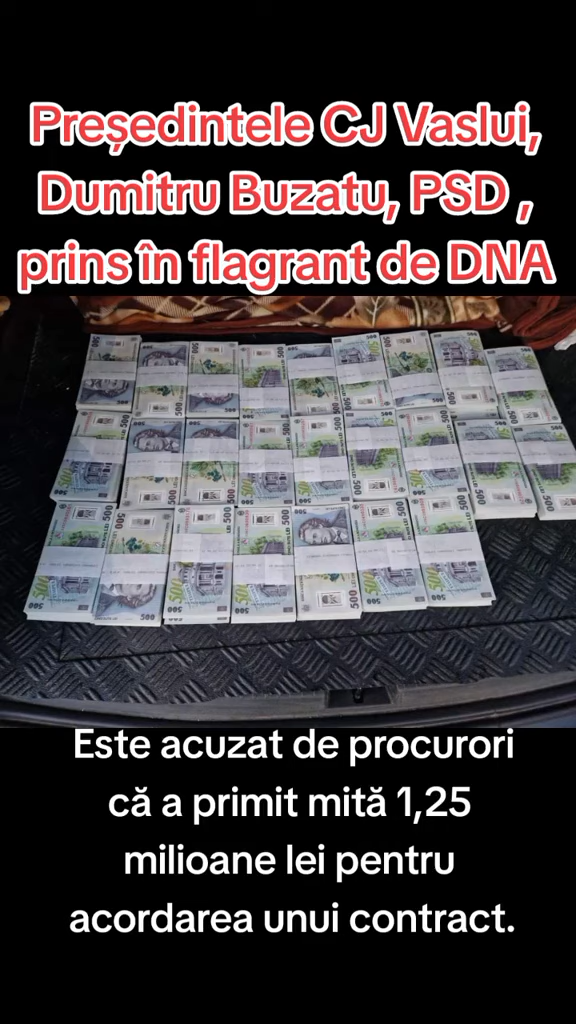 Președintele CJ Vaslui,
Dumitru Buzatu, PSD ,
prins în flagrant de DNA
Este acuzat de procurori
că a primit mită 1,25
milioane lei pentru
acordarea unui contract.